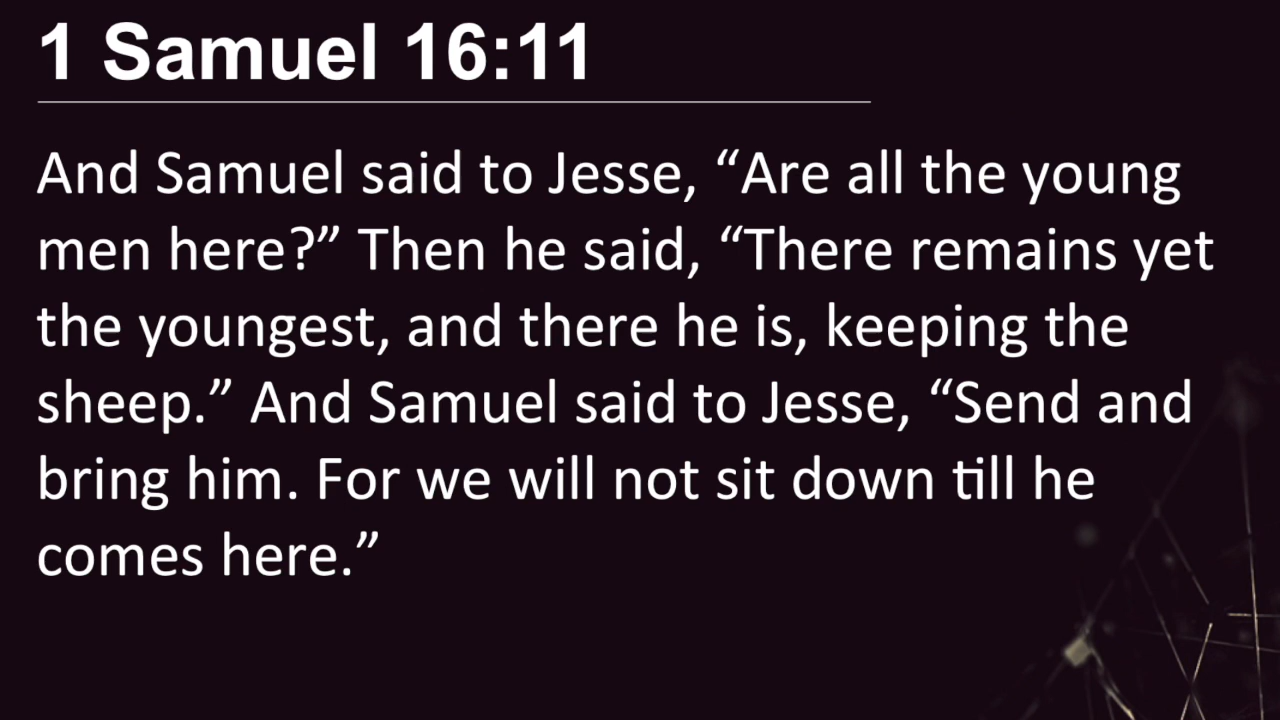 1 Samuel 16:11
And Samuel said to Jesse, “Are all the young
men here?” Then he said, “There remains yet
the youngest, and there he is, keeping the
sheep.” And Samuel said to Jesse, “Send and
bring him. For we will not sit down till he
comes here.”